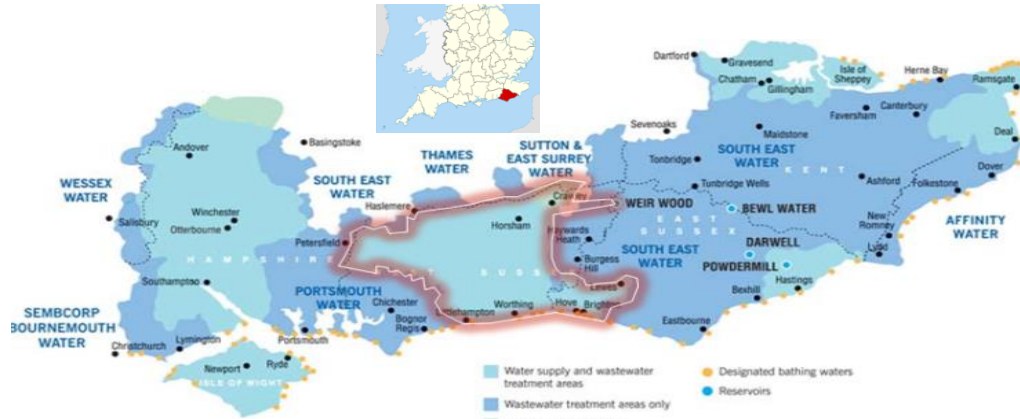 Dartford
Gravesend
Isle of
Sheppey
Herne Bay
Ramsgate
Chatham
Gillingham
Canterbury
Faversham
Deal
Sevenoaks
Maidstone
Basingstoke
Andover
THAMES
WATER
SUTTON &
EAST SURREY
WATER
SOUTH EAST
WATER
KENT
Tonbridge
Dover
WESSEX
WATER
SOUTH EAST
WATER
Tunbridge Wells
Ashford
Folkestone
Haslemere
Crawley
WEIR WOOD
BEWL WATER
Salisbury
Winchester
Otterbourne
Horsham
EAST
SUSSEX
New
Romney
AFFINITY
WATER
Petersfield
Haywards
Heath
SOUTH EAST
WATER
DARWELL
Lydd
HAMPSHIRE
Burgess
Hill
POWDERMILL
Southampton
SUSSEX
Lewes
Hastings
PORTSMOUTH
WATER
Chichester
Littlehampton
Worthing
Hove
Brighton
Bexhill
SEMBCORP
BOURNEMOUTH
WATER
Bognor
Regis
Eastbourne
Christchurch
Lymington
Portsmouth
Newport
Ryde
ISLE OF WIGHT
Water supply and wastewater
treatment areas
Designated bathing waters
Reservoirs
Wastewater treatment areas only